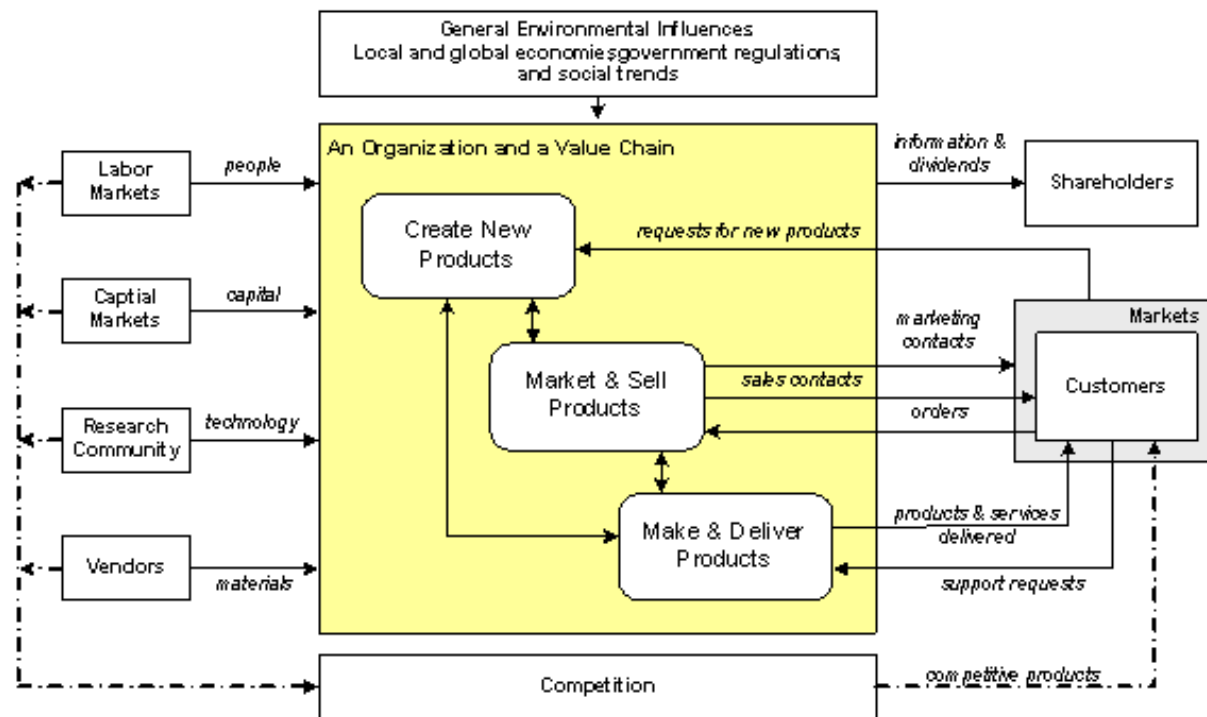 General Environmental Influences
Local and global economies, government regulations,
and social trends
An Organization and a Value Chain
Labor
Markets
people
information &
dividends
Shareholders
Create New
Products
requests for new products
Captial
Markets
capital
Markets
marketing
contacts
Market & Sell
Products
sales contacts
Customers
orders
Research
Community
technology
Make & Deliver
Products
products & services
delivered
Vendors
materials
support requests
Competition
competitive products